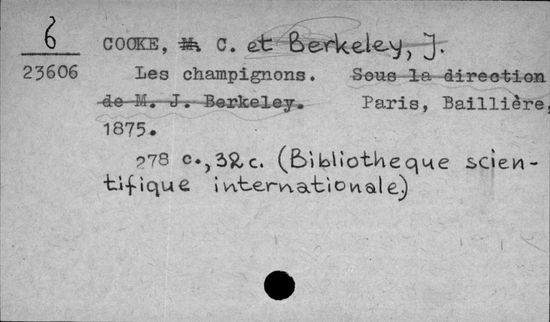 6
COOKE, M. C. et Berkeley, J.
23606
Les champignons. Sous la direction
de M. J. Berkeley. Paris, Baillière,
1875.
278 c., 32 c. (Bibliotheque scien-
tifique internationale)